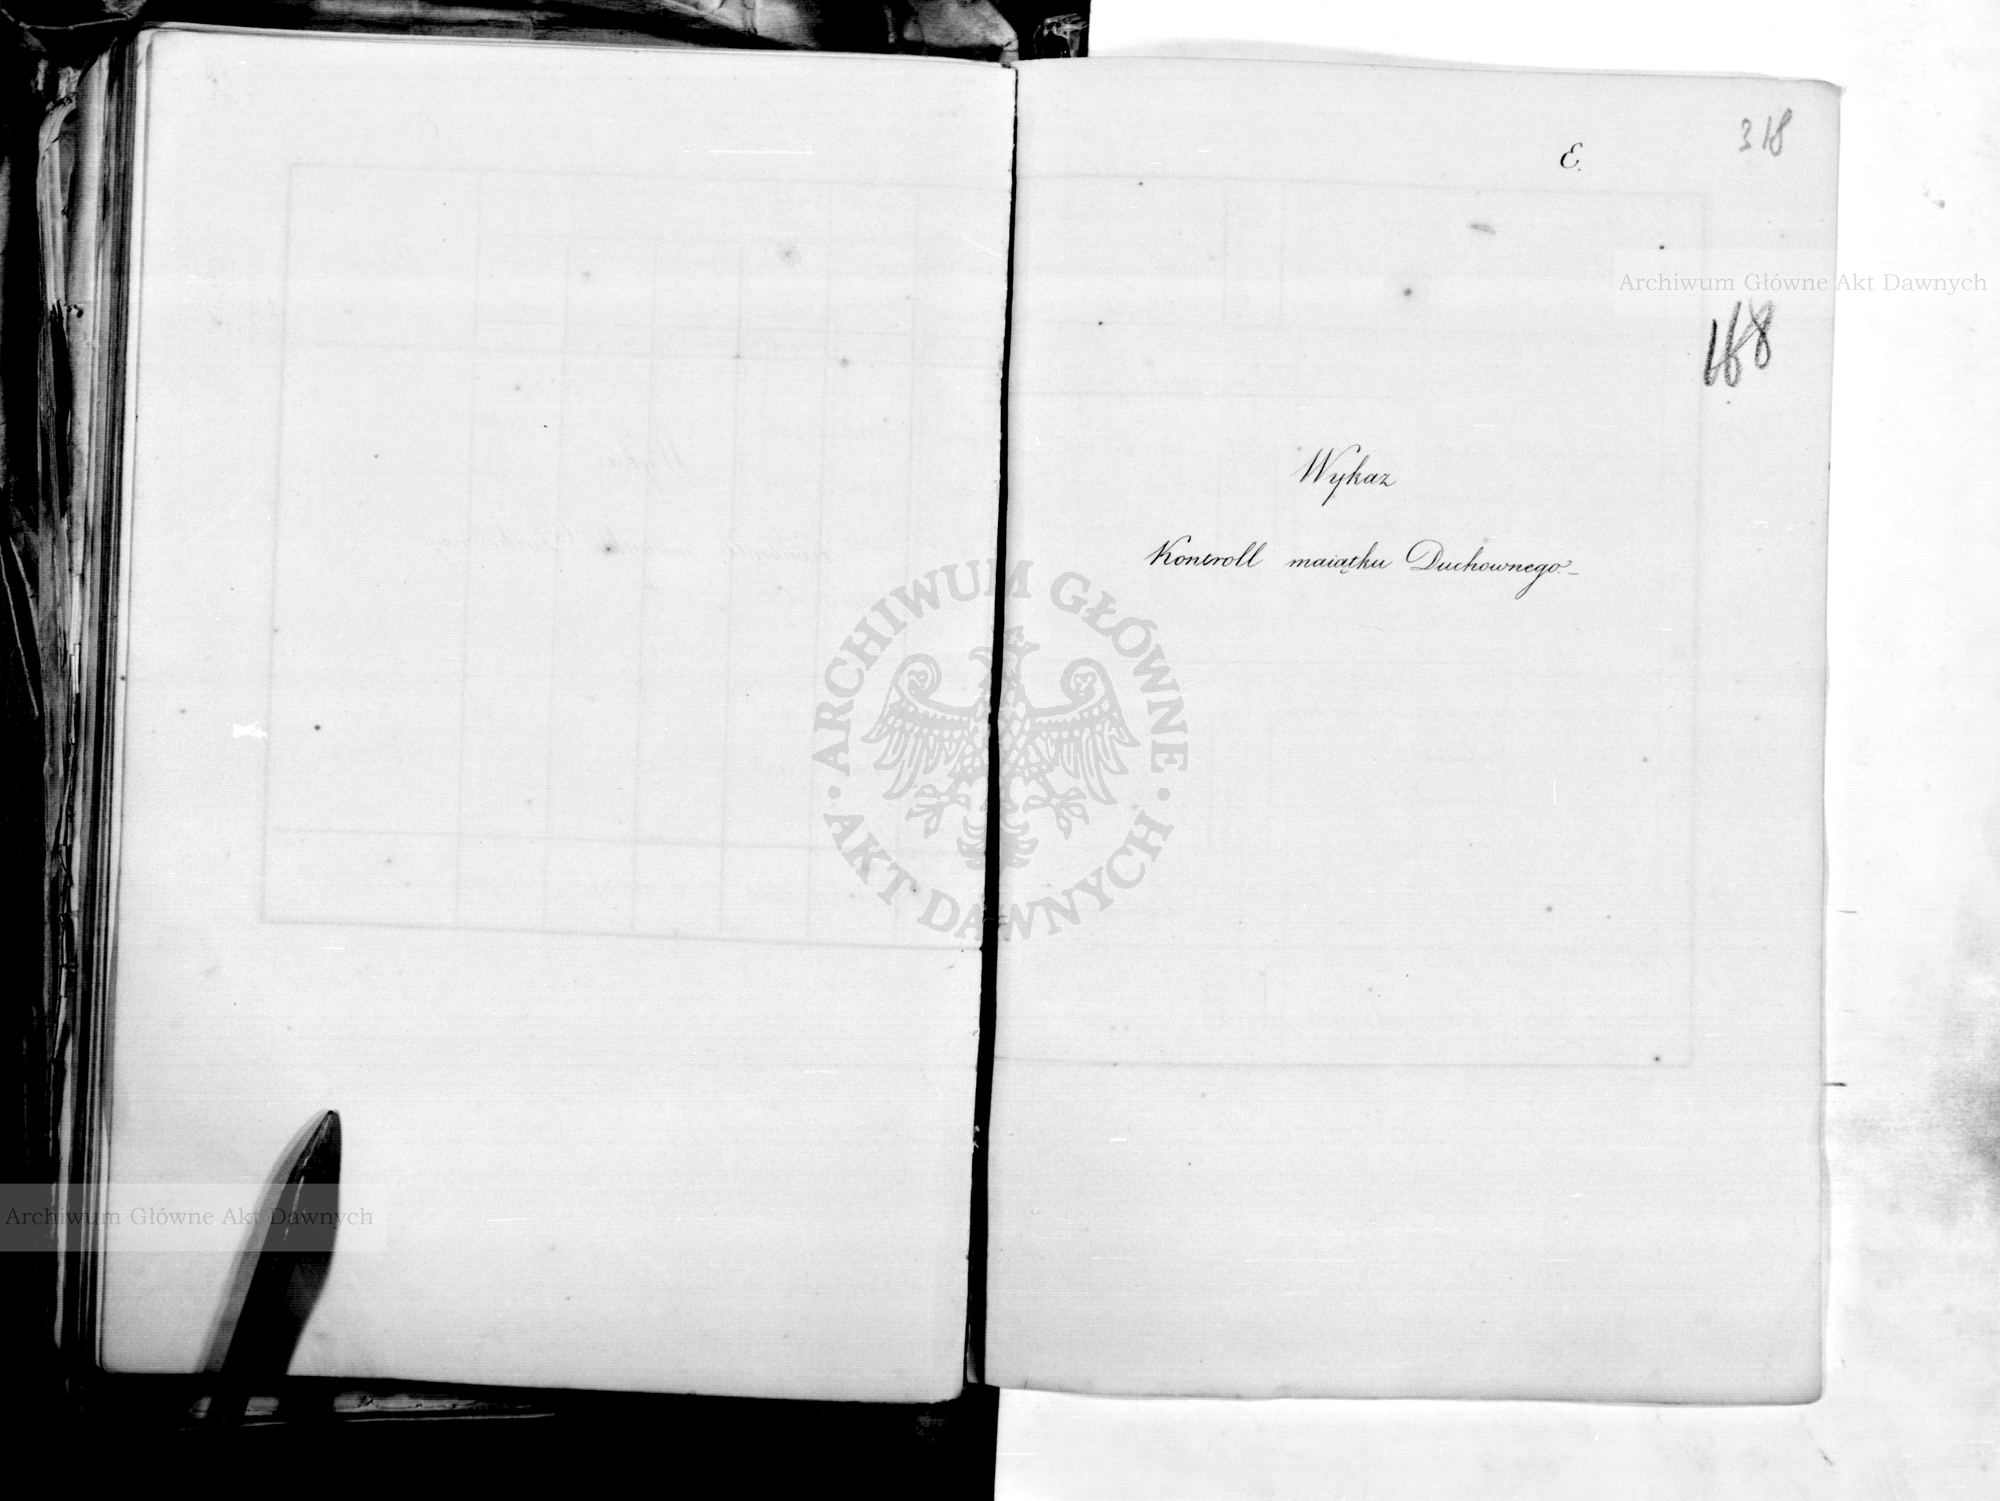 318
E.
Archiwum Główne Akt Dawnych
168
Wykaz
Kontroll maiątku Duchownego.
ARCHIWUM GŁÓWNE
AKT DAWNYCH
Archiwum Główne Akt Dawnych